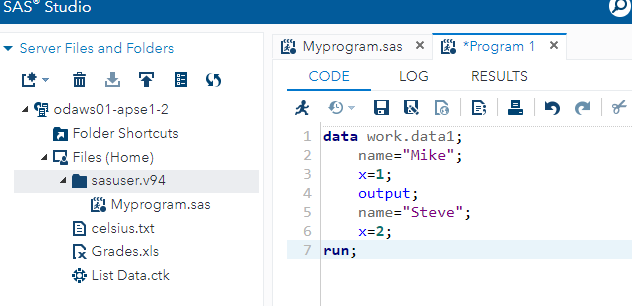 SAS® Studio
Server Files and Folders
odaws01-apse1-2
Folder Shortcuts
Files (Home)
sasuser.v94
Myprogram.sas
celsius.txt
Grades.xls
List Data.ctk
Myprogram.sas × *Program 1 ×
CODE LOG RESULTS
1 data work.data1;
2 name="Mike";
3 x=1;
4 output;
5 name="Steve";
6 x=2;
7 run;